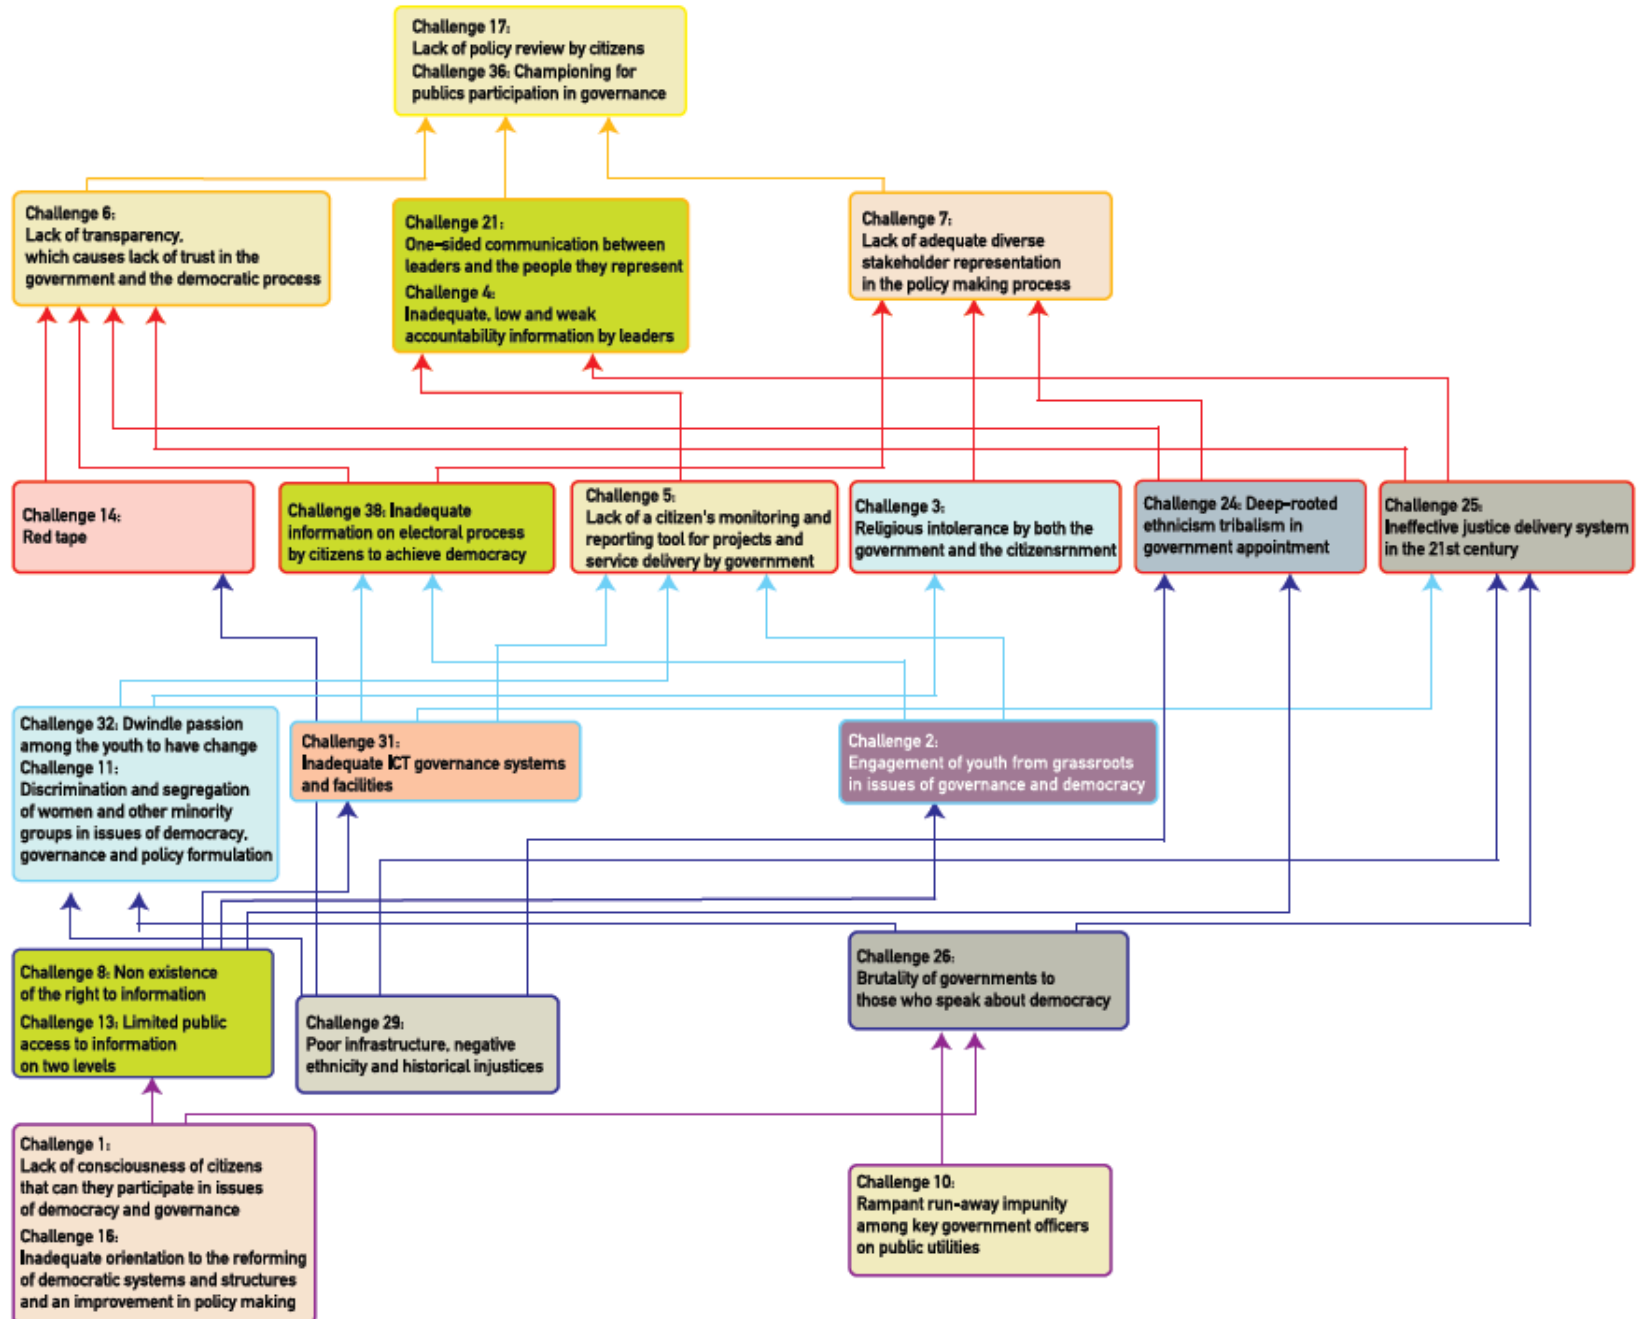 Challenge 17:
Lack of policy review by citizens
Challenge 36: Championing for
publics participation in governance
Challenge 6:
Lack of transparency,
which causes lack of trust in the
government and the democratic process
Challenge 21:
One-sided communication between
leaders and the people they represent
Challenge 4:
Inadequate, low and weak
accountability information by leaders
Challenge 7:
Lack of adequate diverse
stakeholder representation
in the policy making process
Challenge 14:
Red tape
Challenge 38: Inadequate
information on electoral process
by citizens to achieve democracy
Challenge 5:
Lack of a citizen's monitoring and
reporting tool for projects and
service delivery by government
Challenge 3:
Religious intolerance by both the
government and the citizensrnment
Challenge 24: Deep-rooted
ethnicism tribalism in
government appointment
Challenge 25:
Ineffective justice delivery system
in the 21st century
Challenge 32: Dwindle passion
among the youth to have change
Challenge 11:
Discrimination and segregation
of women and other minority
groups in issues of democracy,
governance and policy formulation
Challenge 31:
Inadequate ICT governance systems
and facilities
Challenge 2:
Engagement of youth from grassroots
in issues of governance and democracy
Challenge 8: Non existence
of the right to information
Challenge 13: Limited public
access to information
on two levels
Challenge 29:
Poor infrastructure, negative
ethnicity and historical injustices
Challenge 26:
Brutality of governments to
those who speak about democracy
Challenge 1:
Lack of consciousness of citizens
that can they participate in issues
of democracy and governance
Challenge 16:
Inadequate orientation to the reforming
of democratic systems and structures
and an improvement in policy making
Challenge 10:
Rampant run-away impunity
among key government officers
on public utilities